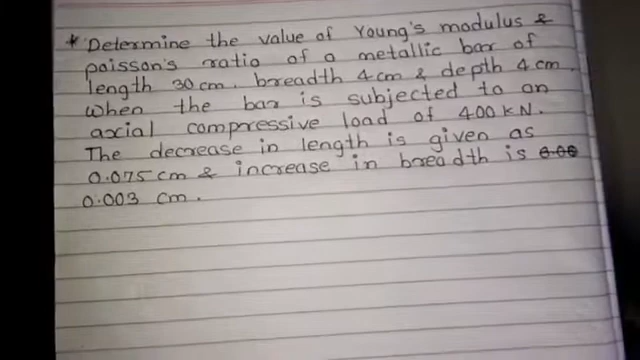 * Determine the value of Young's modulus &
poisson's ratio of a metallic bar of
length 30 cm. breadth 4 cm & depth 4 cm.
when the bar is subjected to an
axial compressive load of 400 kN.
The decrease in length is given as
0.075 cm & increase in breadth is
0.003 cm.